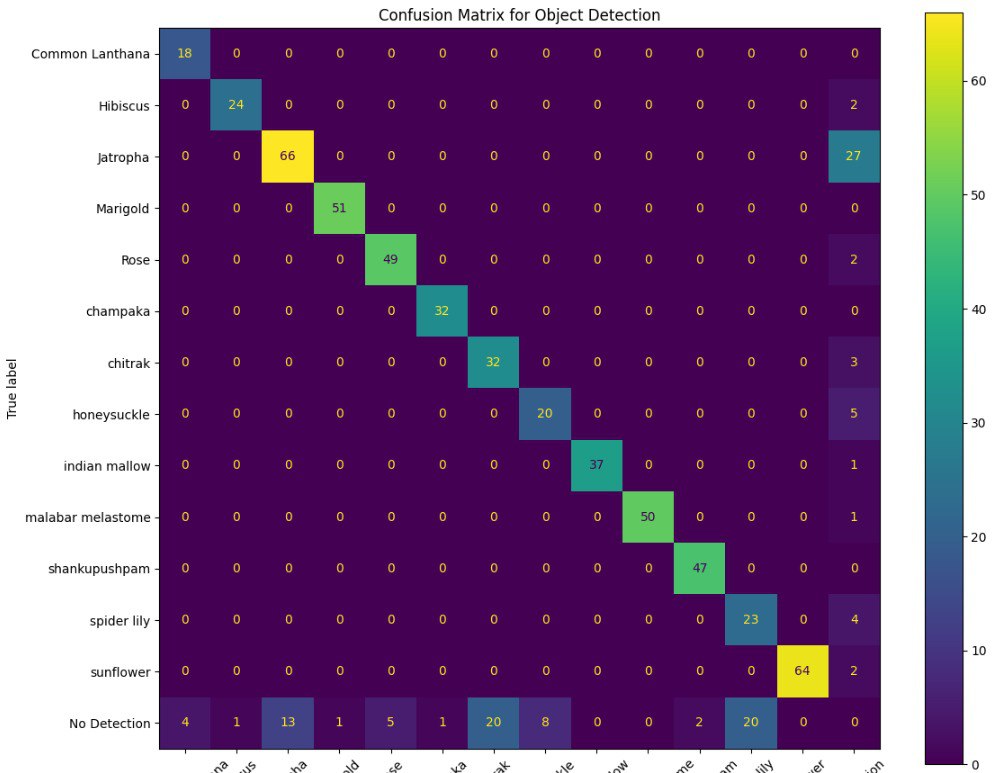 Confusion Matrix for Object Detection
True label
Common Lanthana 18 0 0 0 0 0 0 0 0 0 0 0 0 0
Hibiscus 0 24 0 0 0 0 0 0 0 0 0 0 0 2
Jatropha 0 0 66 0 0 0 0 0 0 0 0 0 0 27
Marigold 0 0 0 51 0 0 0 0 0 0 0 0 0 0
Rose 0 0 0 0 49 0 0 0 0 0 0 0 0 2
champaka 0 0 0 0 0 32 0 0 0 0 0 0 0 0
chitrak 0 0 0 0 0 0 32 0 0 0 0 0 0 3
honeysuckle 0 0 0 0 0 0 0 20 0 0 0 0 0 5
indian mallow 0 0 0 0 0 0 0 0 37 0 0 0 0 1
malabar melastome 0 0 0 0 0 0 0 0 0 50 0 0 0 1
shankupushpam 0 0 0 0 0 0 0 0 0 0 47 0 0 0
spider lily 0 0 0 0 0 0 0 0 0 0 0 23 0 4
sunflower 0 0 0 0 0 0 0 0 0 0 0 0 64 2
No Detection 4 1 13 1 5 1 20 8 0 0 2 20 0 0
60
50
40
30
20
10
0